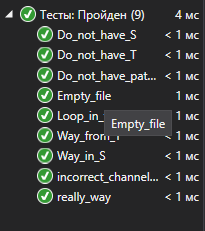 Тесты: Пройден (9) 4 мс
Do_not_have_S < 1 мс
Do_not_have_T < 1 мс
Do_not_have_pat... < 1 мс
Empty_file 1 мс
Loop_in_ < 1 мс
Empty_file
Way_from_ < 1 мс
Way_in_S < 1 мс
incorrect_channel... < 1 мс
really_way < 1 мс